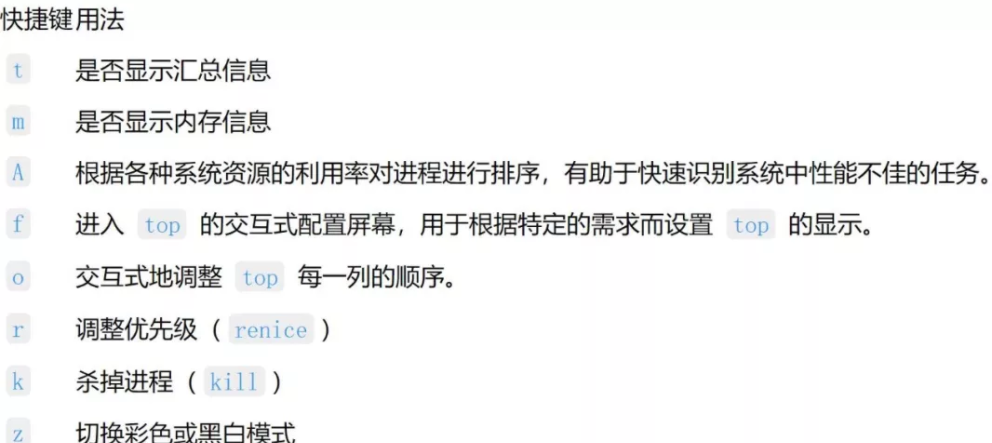 快捷键用法
t 是否显示汇总信息
m 是否显示内存信息
A 根据各种系统资源的利用率对进程进行排序，有助于快速识别系统中性能不佳的任务。
f 进入 top 的交互式配置屏幕，用于根据特定的需求而设置 top 的显示。
o 交互式地调整 top 每一列的顺序。
r 调整优先级（renice）
k 杀掉进程（kill）
z 切换彩色或黑白模式